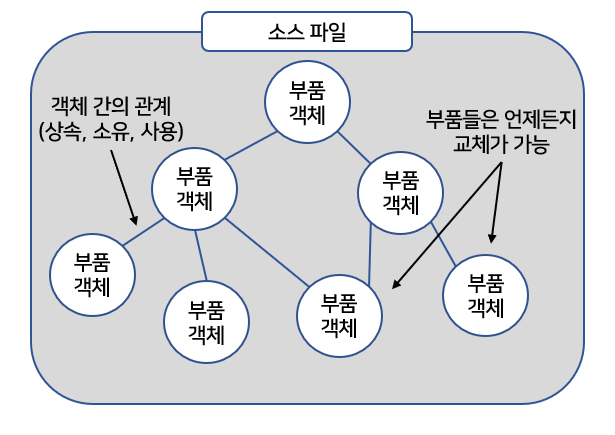 소스 파일
부품
객체
객체 간의 관계
(상속, 소유, 사용)
부품들은 언제든지
교체가 가능
부품
객체
부품
객체
부품
객체
부품
객체
부품
객체
부품
객체